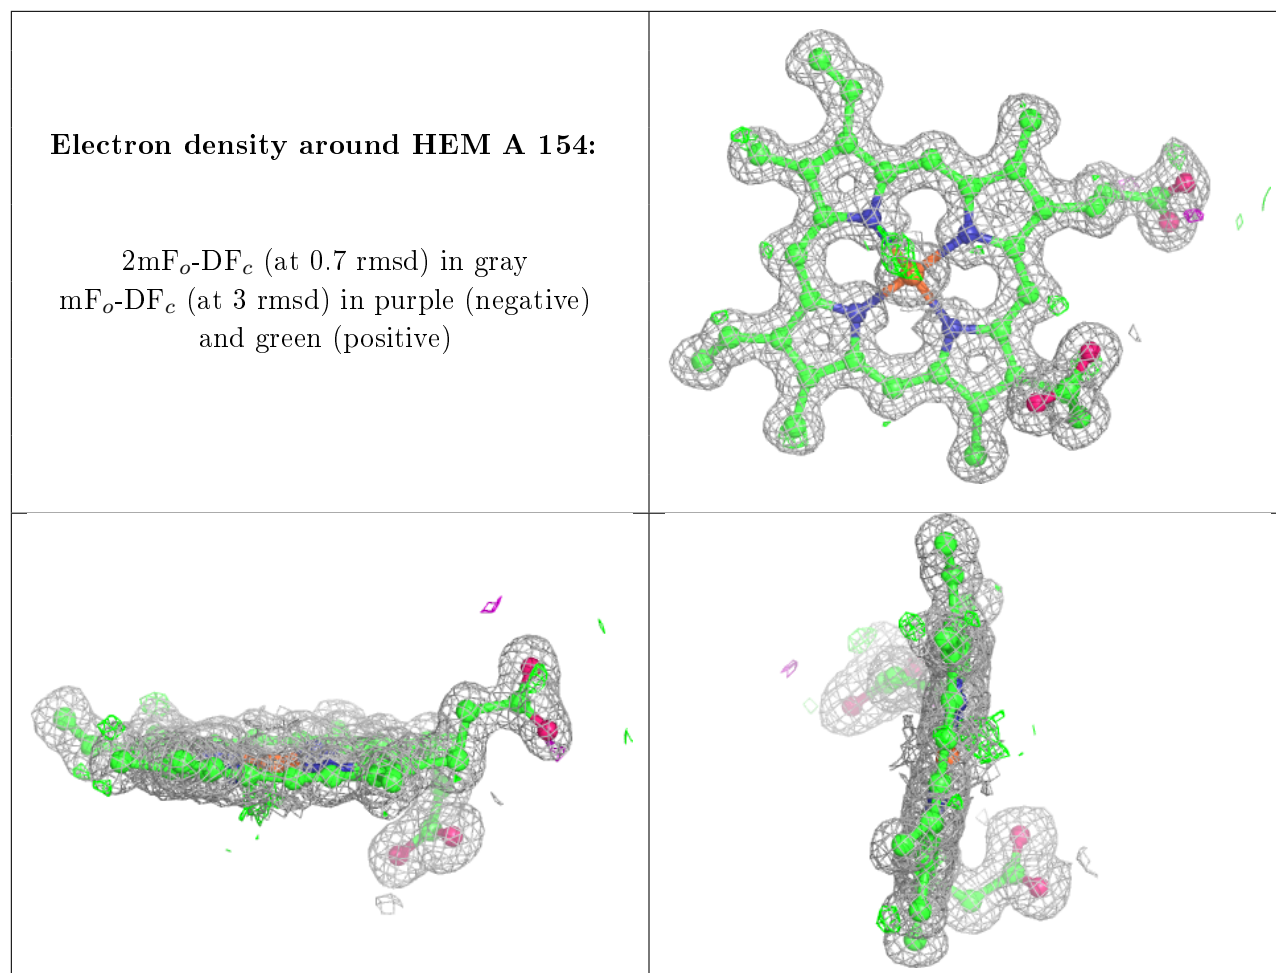 Electron density around HEM A 154:
2mFₒ-DF𝒸 (at 0.7 rmsd) in gray
mFₒ-DF𝒸 (at 3 rmsd) in purple (negative)
and green (positive)